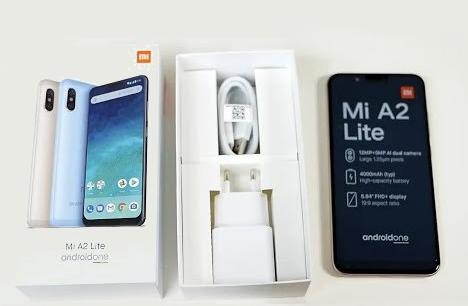 mi
Mi A2 Lite
androidone
mi
Mi A2
Lite
12MP+5MP AI dual camera
Large 1.25μm pixels
4000mAh (typ)
High-capacity battery
5.84" FHD+ display
19:9 aspect ratio
androidone